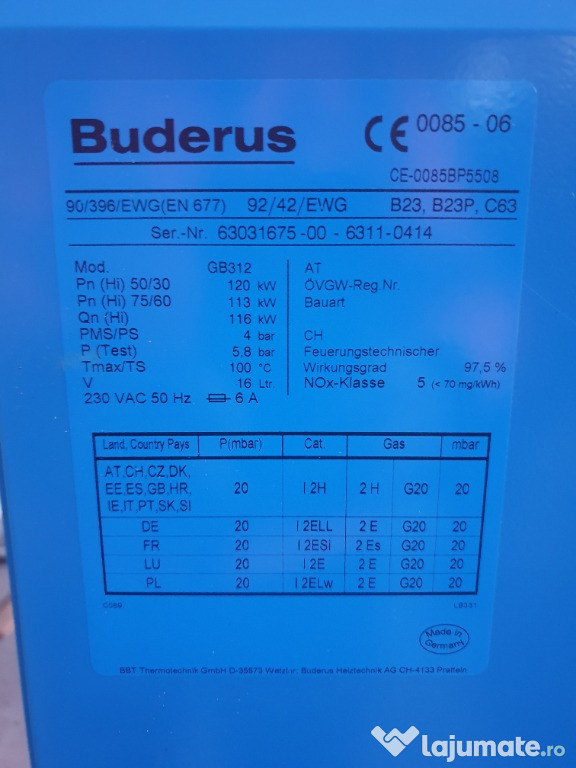 Buderus CE 0085 - 06
CE-0085BP5508
90/396/EWG(EN 677) 92/42/EWG B23, B23P, C63
Ser.-Nr. 63031675-00 - 6311-0414
Mod. GB312
Pn (Hi) 50/30 120 kW
Pn (Hi) 75/60 113 kW
Qn (Hi) 116 kW
PMS/PS 4 bar
P (Test) 5,8 bar
Tmax/TS 100 °C
V 16 Ltr.
230 VAC 50 Hz 6 A
AT
ÖVGW-Reg.Nr.
Bauart
CH
Feuerungstechnischer
Wirkungsgrad 97,5 %
NOx-Klasse 5 (< 70 mg/kWh)
Land, Country Pays P(mbar) Cat. Gas mbar
AT,CH,CZ,DK,
EE,ES,GB,HR, 20 I 2H 2 H G20 20
IE,IT,PT,SK,SI
DE 20 I 2ELL 2 E G20 20
FR 20 I 2ESi 2 Es G20 20
LU 20 I 2E 2 E G20 20
PL 20 I 2ELw 2 E G20 20
LB331
Made in
Germany
BBT Thermotechnik GmbH D-35573 Buderus Heiztechnik AG CH-4133 Pratteln
lajumate.ro